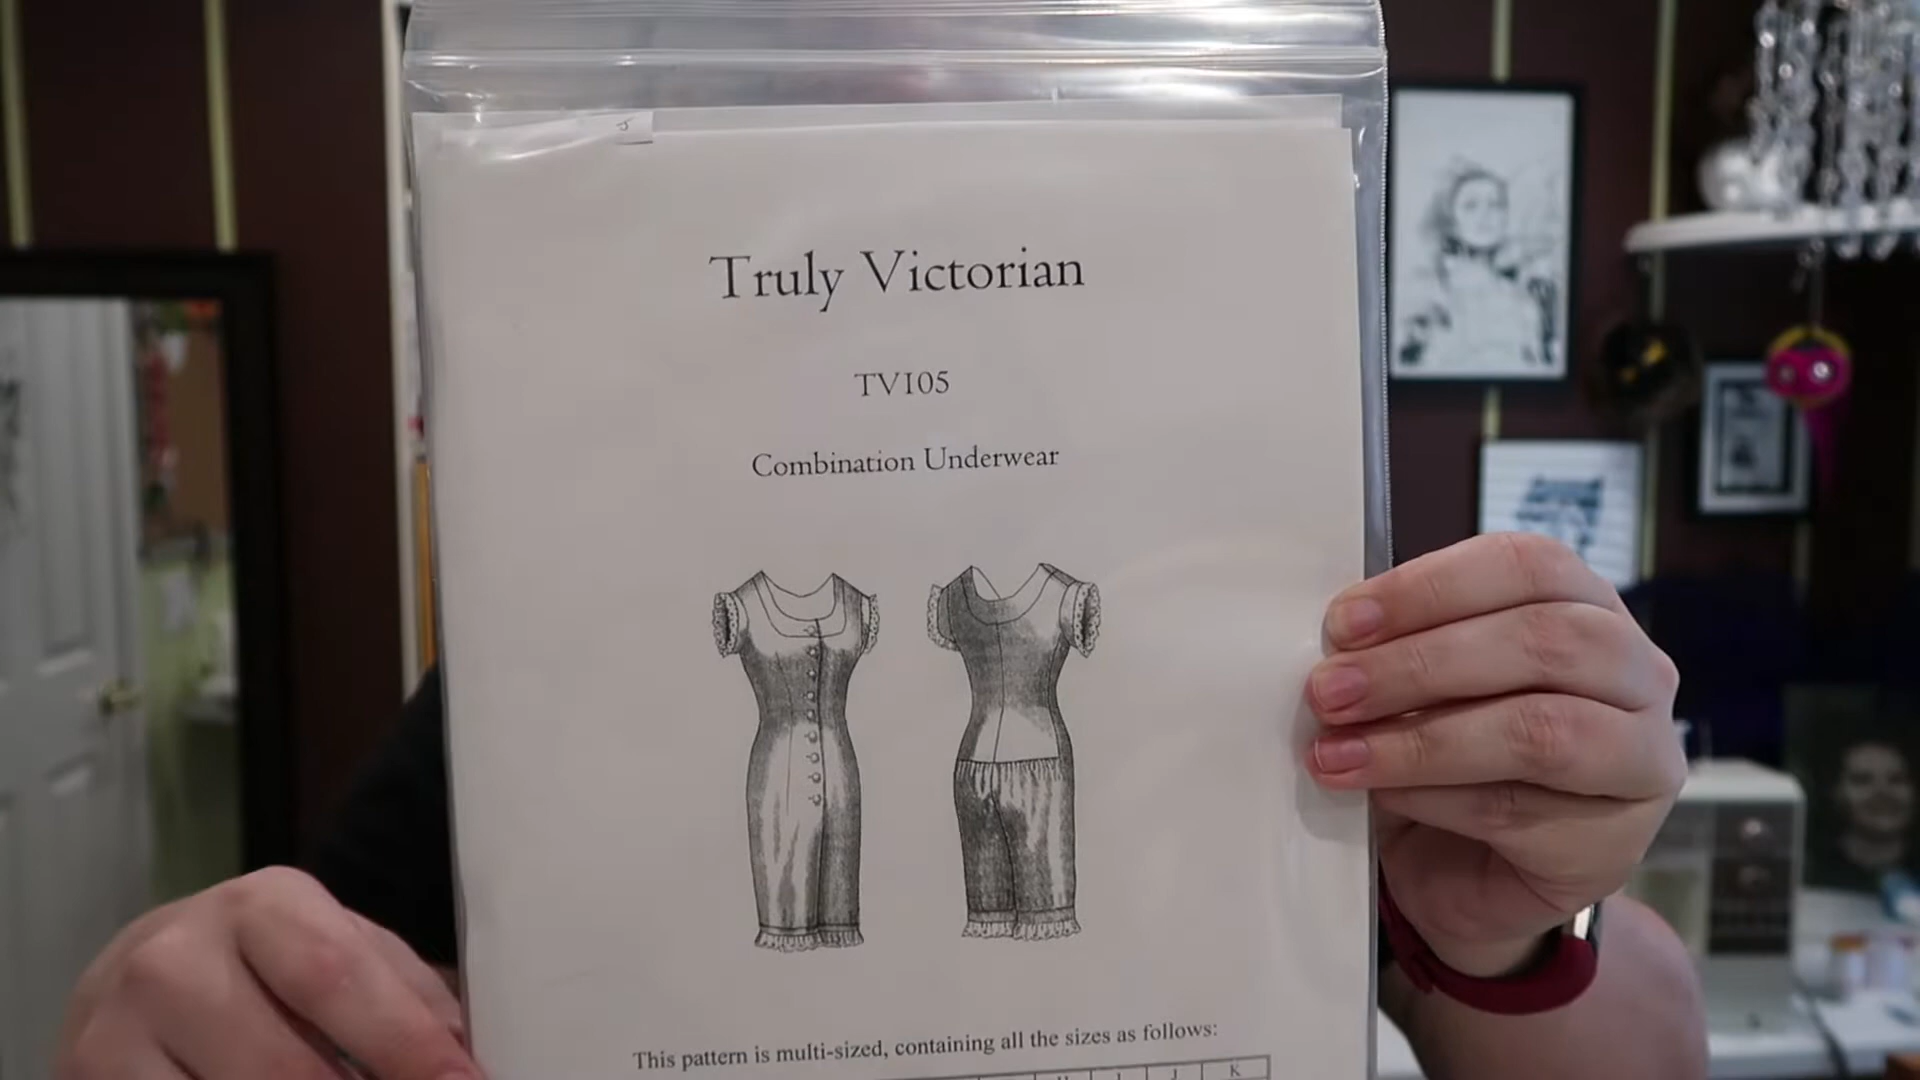 Truly Victorian
TV105
Combination Underwear
This pattern is multi-sized, containing all the sizes as follows:
J K